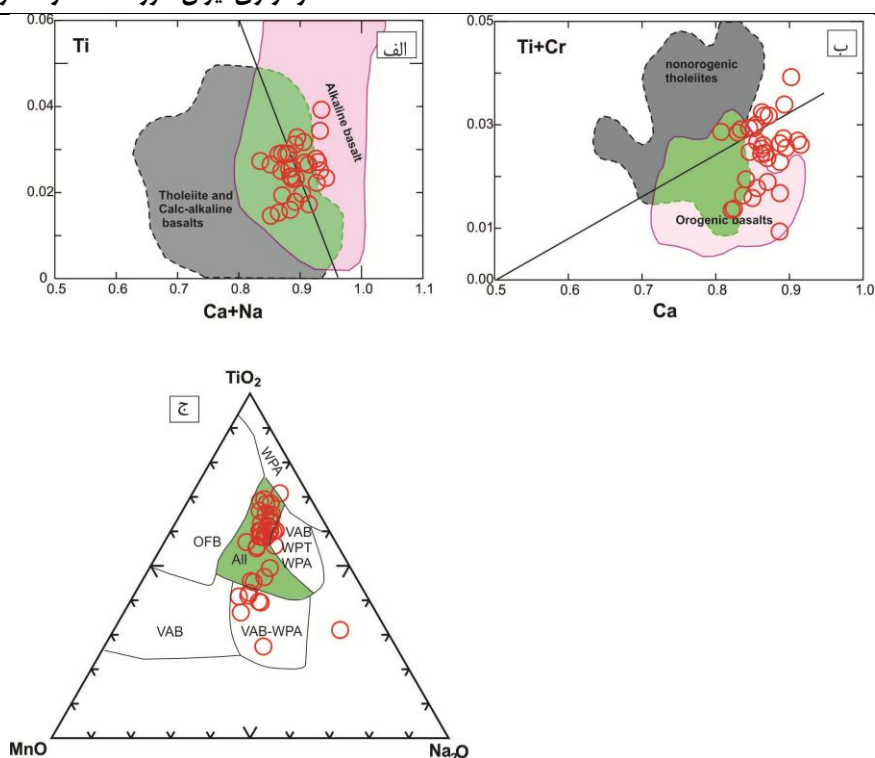 0.06
Ti
الف
0.04
Alkaline basalt
0.02
Tholeiite and
Calc-alkaline
basalts
0
0.5
0.6
0.7
0.8
0.9
1.0
1.1
Ca+Na
0.050
Ti+Cr
ب
nonorogenic
tholeiites
0.03
0.01
Orogenic basalts
0.00
0.5
0.6
0.7
0.8
0.9
1.0
Ca
TiO2
ج
WPA
OFB
All
VAB
WPT
WPA
VAB
VAB-WPA
MnO
Na2O